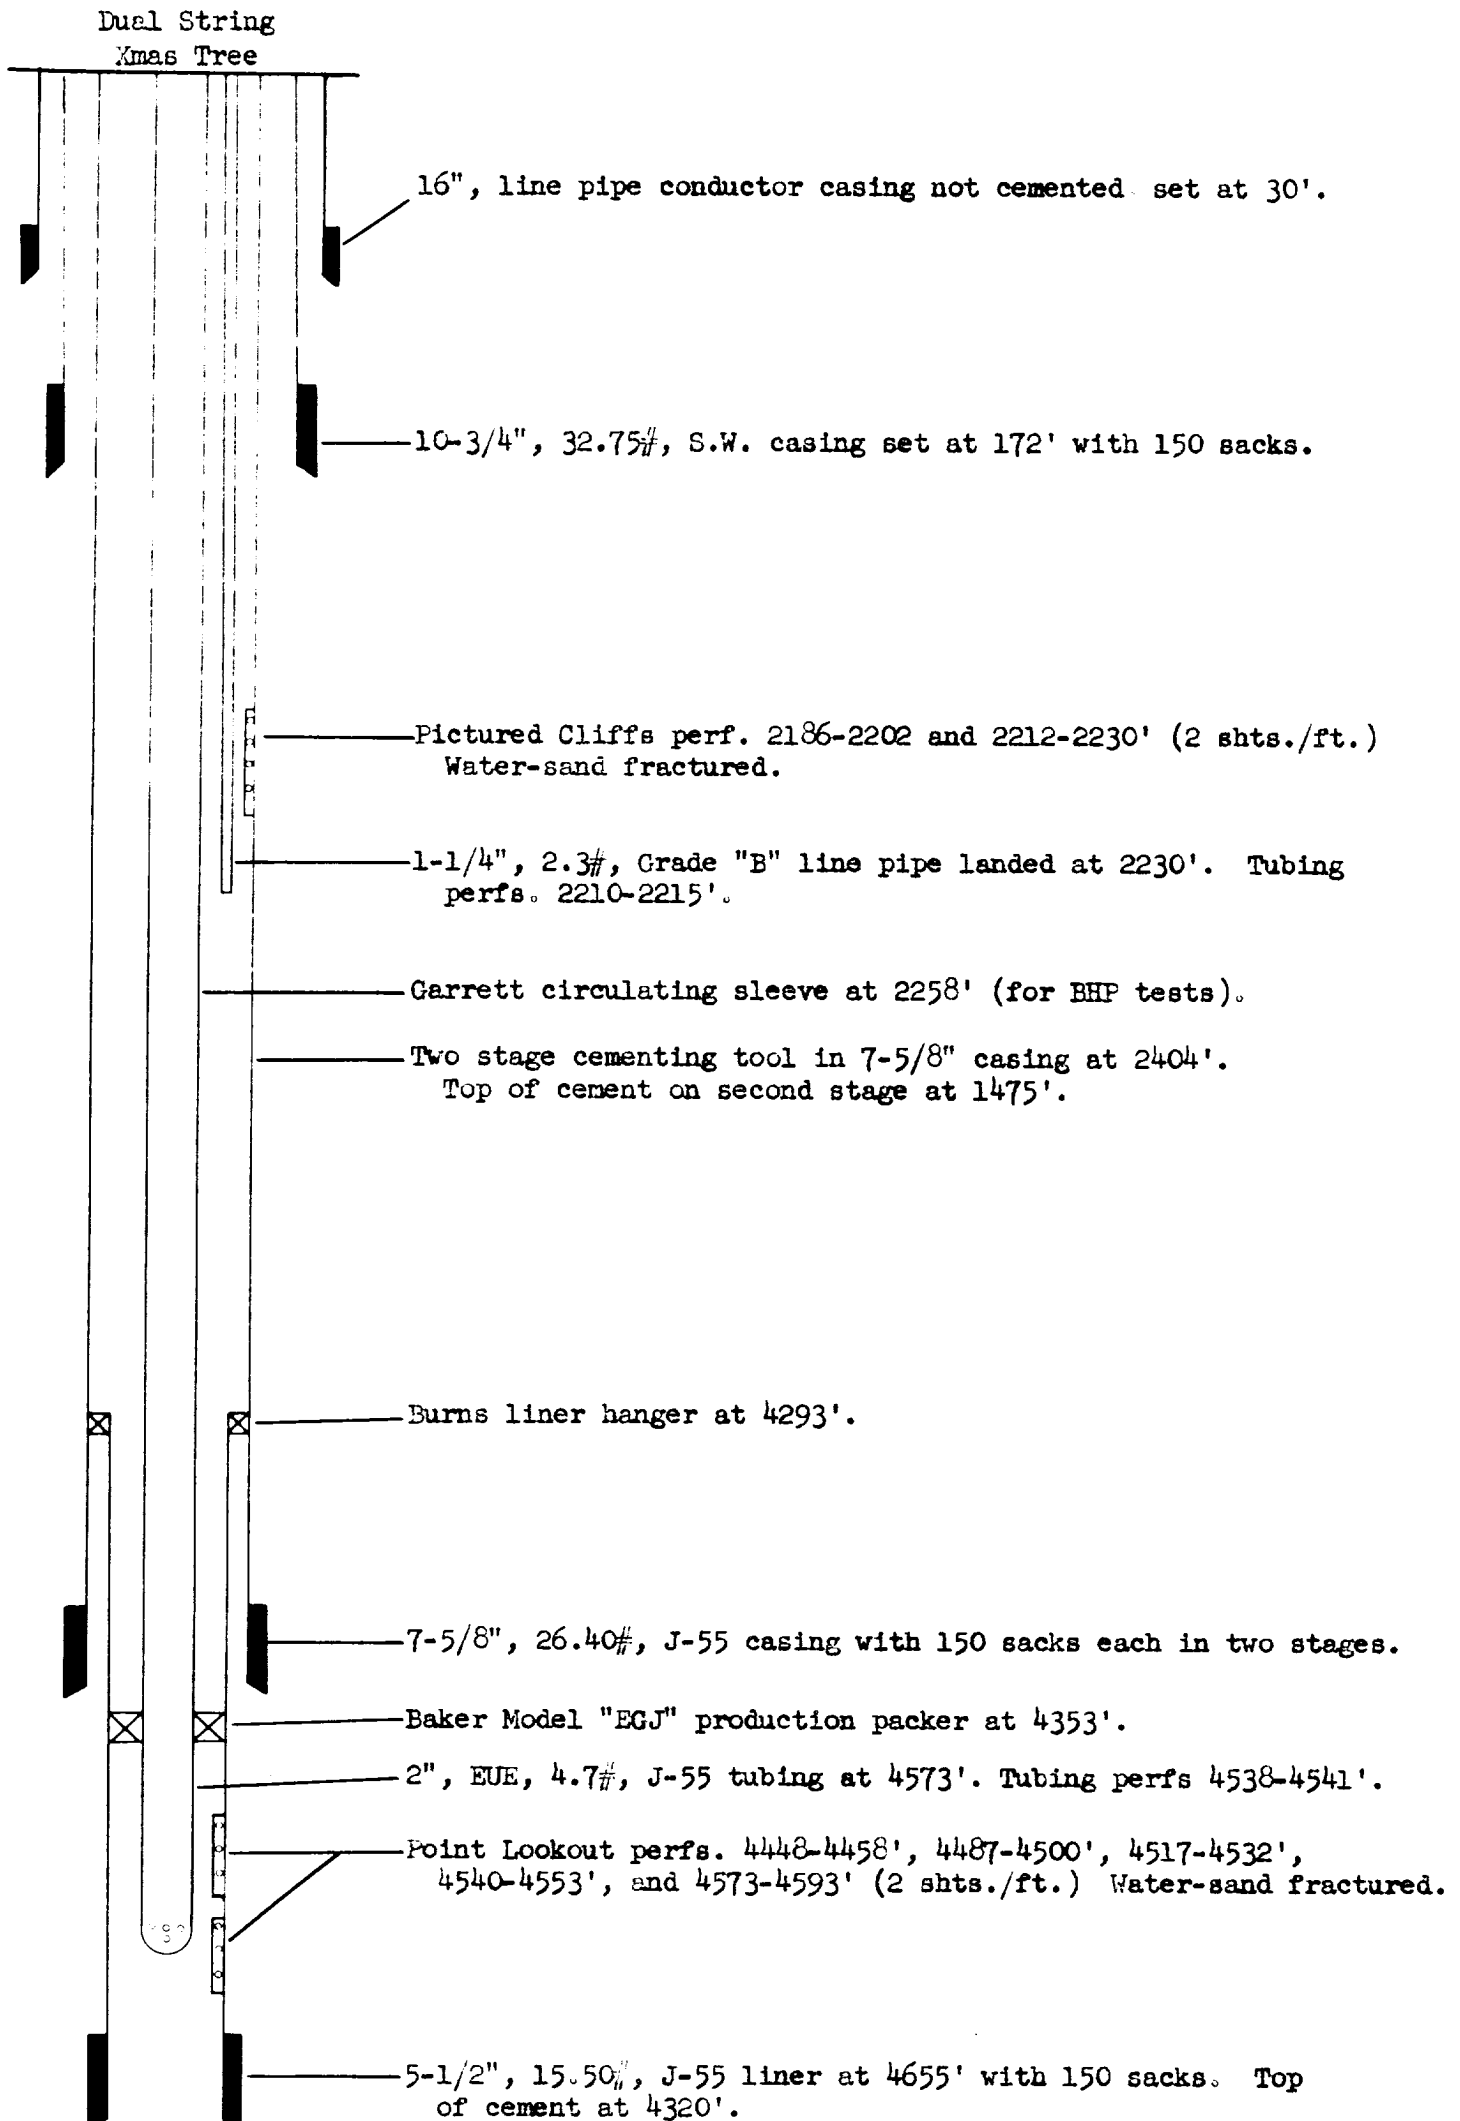 Dual String
Xmas Tree
16", line pipe conductor casing not cemented set at 30'.
10-3/4", 32.75#, S.W. casing set at 172' with 150 sacks.
Pictured Cliffs perf. 2186-2202 and 2212-2230' (2 shts./ft.)
Water-sand fractured.
1-1/4", 2.3#, Grade "B" line pipe landed at 2230'. Tubing
perfs. 2210-2215'.
Garrett circulating sleeve at 2258' (for BHP tests).
Two stage cementing tool in 7-5/8" casing at 2404'.
Top of cement on second stage at 1475'.
Burns liner hanger at 4293'.
7-5/8", 26.40#, J-55 casing with 150 sacks each in two stages.
Baker Model "EGJ" production packer at 4353'.
2", EUE, 4.7#, J-55 tubing at 4573'. Tubing perfs 4538-4541'.
Point Lookout perfs. 4448-4458', 4487-4500', 4517-4532',
4540-4553', and 4573-4593' (2 shts./ft.) Water-sand fractured.
5-1/2", 15.50#, J-55 liner at 4655' with 150 sacks. Top
of cement at 4320'.